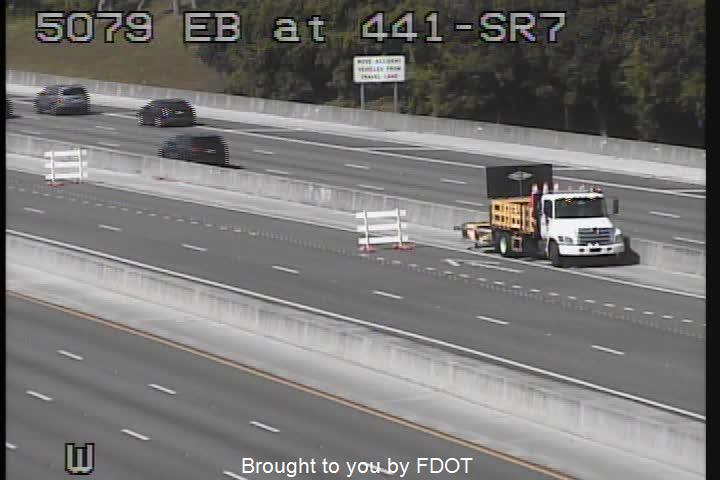 5079 EB at 441-SR7
MOVE ACCIDENT
VEHICLES FROM
TRAVEL LANE
W
Brought to you by FDOT